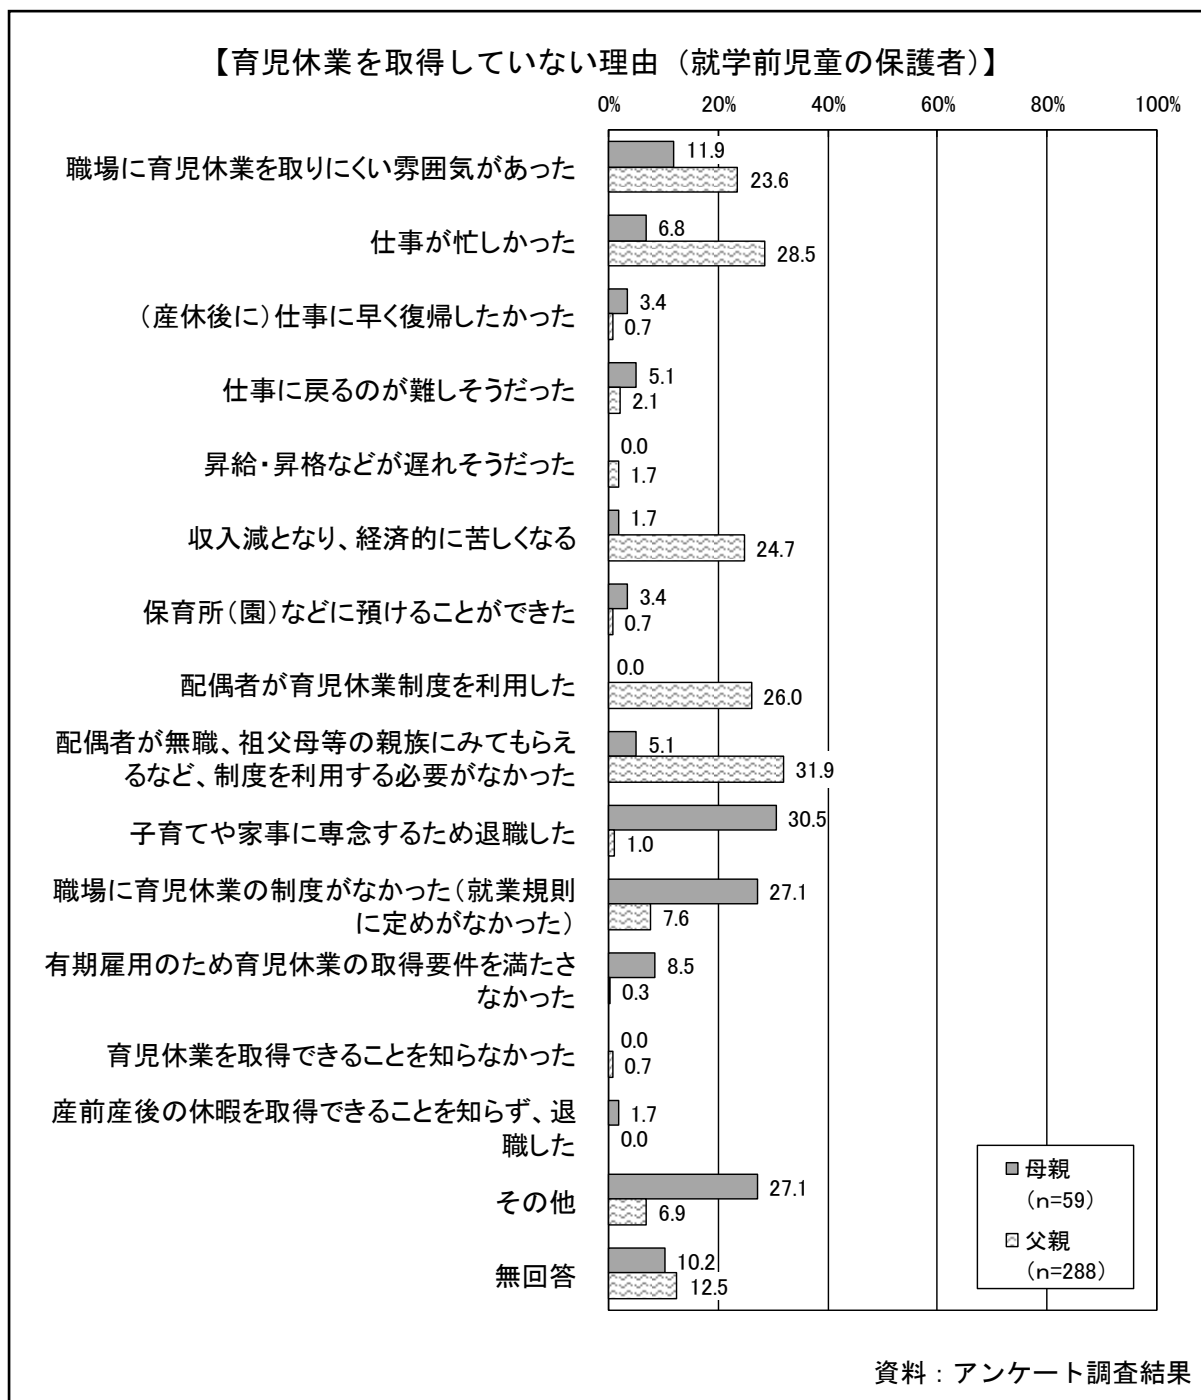 【育児休業を取得していない理由（就学前児童の保護者）】
0% 20% 40% 60% 80% 100%
職場に育児休業を取りにくい雰囲気があった
11.9
23.6
仕事が忙しかった
6.8
28.5
（産休後に）仕事に早く復帰したかった
3.4
0.7
仕事に戻るのが難しそうだった
5.1
2.1
昇給・昇格などが遅れそうだった
0.0
1.7
収入減となり、経済的に苦しくなる
1.7
24.7
保育所（園）などに預けることができた
3.4
0.7
配偶者が育児休業制度を利用した
0.0
26.0
配偶者が無職、祖父母等の親族にみてもらえ
るなど、制度を利用する必要がなかった
5.1
31.9
子育てや家事に専念するため退職した
30.5
1.0
職場に育児休業の制度がなかった（就業規則
に定めがなかった）
27.1
7.6
有期雇用のため育児休業の取得要件を満たさ
なかった
8.5
0.3
育児休業を取得できることを知らなかった
0.0
0.7
産前産後の休暇を取得できることを知らず、退
職した
1.7
0.0
その他
27.1
6.9
無回答
10.2
12.5
母親
（n=59）
父親
（n=288）
資料：アンケート調査結果